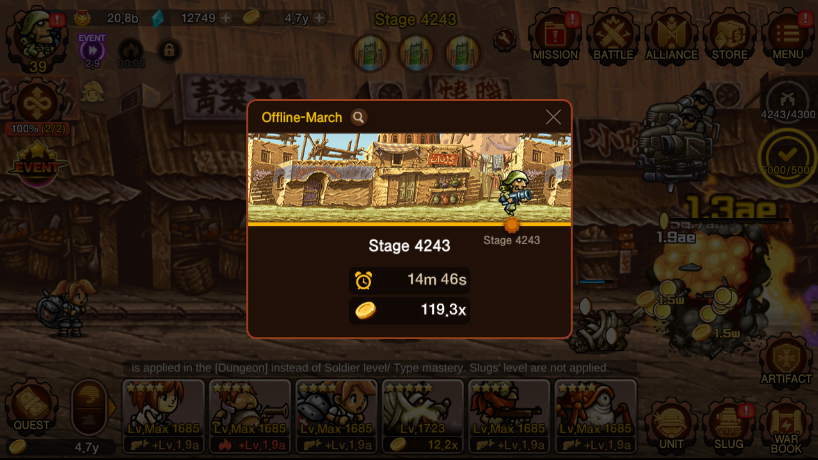 20,8b
12749
4,7y
Stage 4243
EVENT
2,9
00:00
39
MISSION
BATTLE
ALLIANCE
STORE
MENU
100% (2/2)
EVENT
4243/4300
Offline-March
Stage 4243
Stage 4243
14m 46s
119,3x
1.3ae
1.9ae
1.5w
1.5w
is applied in the [Dungeon] instead of Soldier level/ Type mastery. Slugs' level are not applied.
QUEST
4,7y
Lv,Max 1685
+Lv,1,9a
Lv,Max 1685
+Lv,1,9a
Lv,Max 1685
+Lv,1,9a
Lv,1723
12,2x
Lv,Max 1685
+Lv,1,9a
Lv,Max 1685
+Lv,1,9a
ARTIFACT
UNIT
SLUG
WAR
BOOK